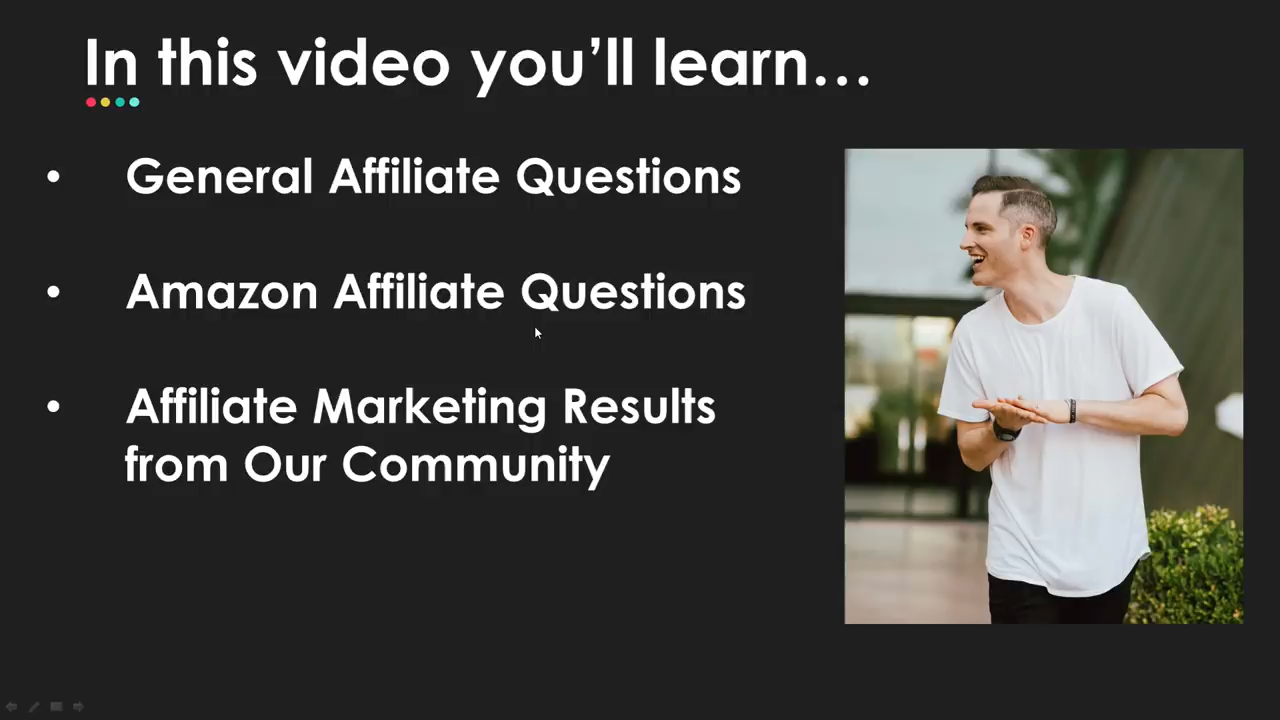 In this video you’ll learn…
• General Affiliate Questions
• Amazon Affiliate Questions
• Affiliate Marketing Results
from Our Community